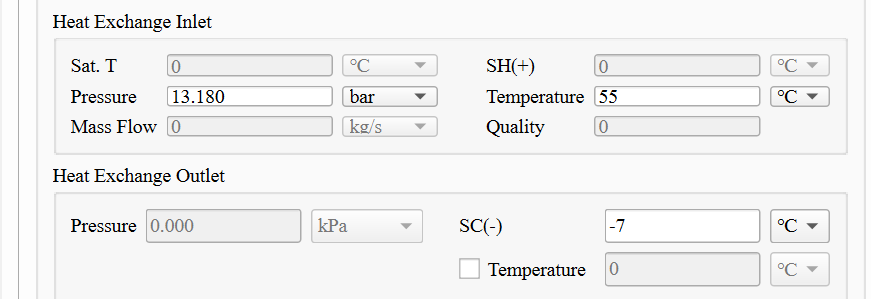 Heat Exchange Inlet
Sat. T 0 °C SH(+) 0 °C
Pressure 13.180 bar Temperature 55 °C
Mass Flow 0 kg/s Quality 0
Heat Exchange Outlet
Pressure 0.000 kPa SC(-) -7 °C
Temperature 0 °C